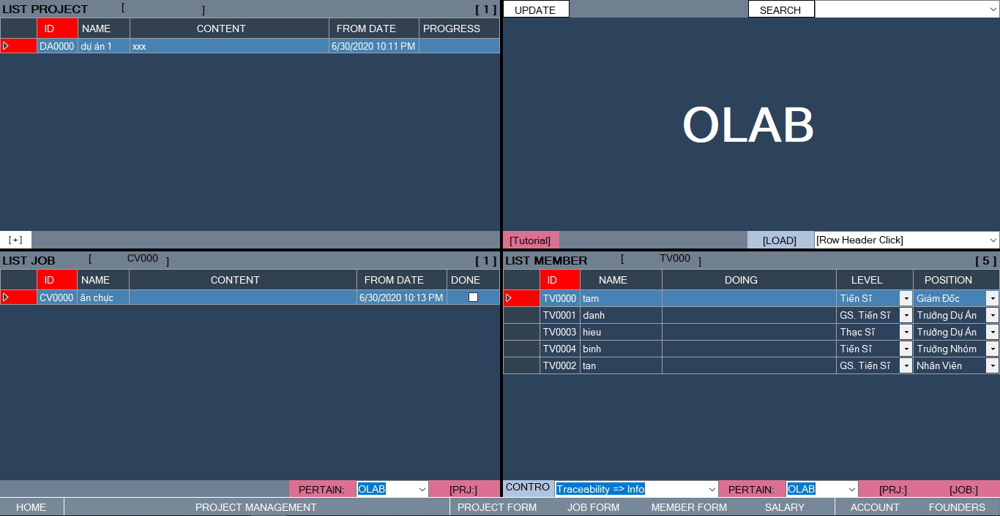 LIST PROJECT [ ] [ 1 ]
ID NAME CONTENT FROM DATE PROGRESS
DA0000 dự án 1 xxx 6/30/2020 10:11 PM
[+]
UPDATE SEARCH
OLAB
[Tutorial] [LOAD] [Row Header Click]
LIST JOB [ CV000 ] [ 1 ]
ID NAME CONTENT FROM DATE DONE
CV0000 ăn chực 6/30/2020 10:13 PM
PERTAIN: OLAB [PRJ:]
LIST MEMBER [ TV000 ] [ 5 ]
ID NAME DOING LEVEL POSITION
TV0000 tam Tiến Sĩ Giám Đốc
TV0001 danh GS. Tiến Sĩ Trưởng Dự Án
TV0003 hieu Thạc Sĩ Trưởng Dự Án
TV0004 binh Tiến Sĩ Trưởng Nhóm
TV0002 tan GS. Tiến Sĩ Nhân Viên
CONTRO Traceability => Info PERTAIN: OLAB [PRJ:] [JOB:]
HOME PROJECT MANAGEMENT PROJECT FORM JOB FORM MEMBER FORM SALARY ACCOUNT FOUNDERS